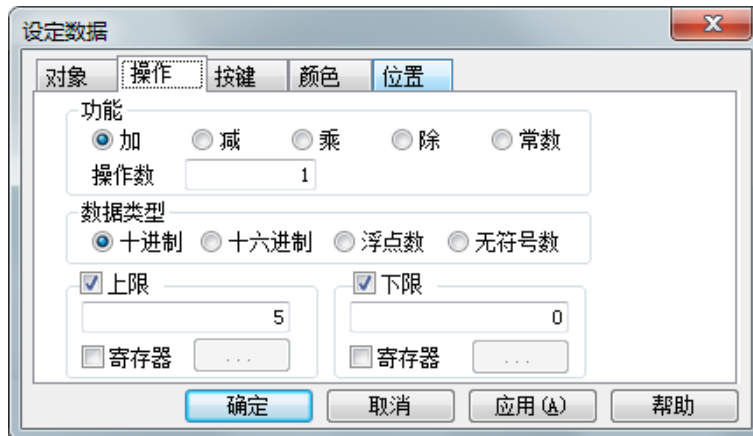 设定数据
对象 操作 按键 颜色 位置
功能
加 减 乘 除 常数
操作数 1
数据类型
十进制 十六进制 浮点数 无符号数
上限 下限
5 0
寄存器 ... 寄存器 ...
确定 取消 应用(A) 帮助